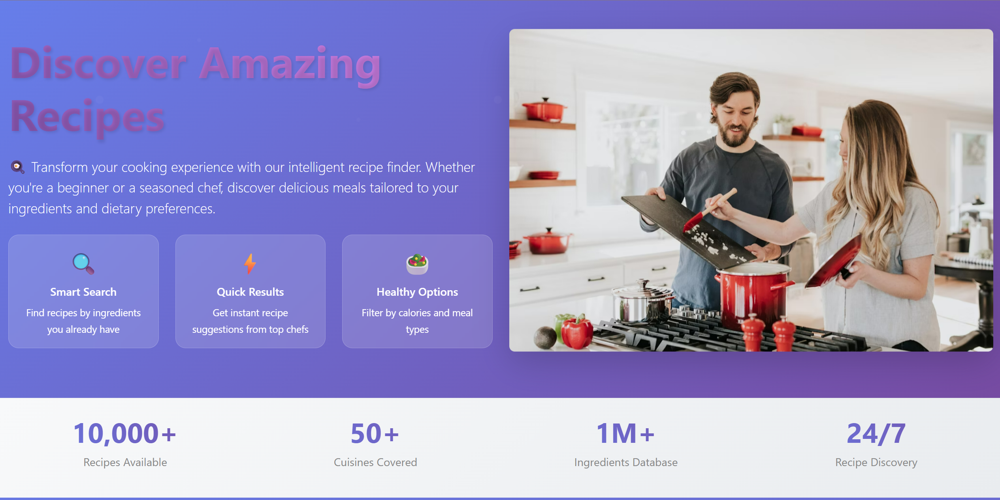 Discover Amazing
Recipes
🍳 Transform your cooking experience with our intelligent recipe finder. Whether
you're a beginner or a seasoned chef, discover delicious meals tailored to your
ingredients and dietary preferences.
Smart Search
Find recipes by ingredients
you already have
Quick Results
Get instant recipe
suggestions from top chefs
Healthy Options
Filter by calories and meal
types
10,000+
Recipes Available
50+
Cuisines Covered
1M+
Ingredients Database
24/7
Recipe Discovery